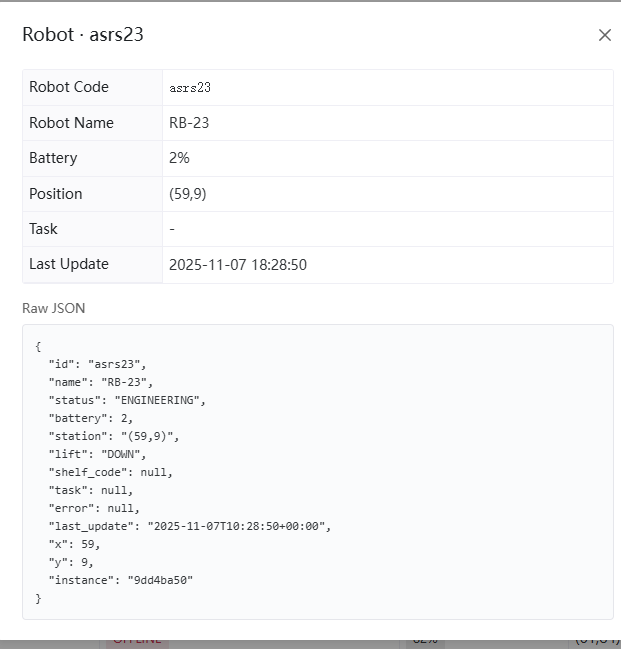 Robot · asrs23
Robot Code asrs23
Robot Name RB-23
Battery 2%
Position (59,9)
Task -
Last Update 2025-11-07 18:28:50
Raw JSON
{
  "id": "asrs23",
  "name": "RB-23",
  "status": "ENGINEERING",
  "battery": 2,
  "station": "(59,9)",
  "lift": "DOWN",
  "shelf_code": null,
  "task": null,
  "error": null,
  "last_update": "2025-11-07T10:28:50+00:00",
  "x": 59,
  "y": 9,
  "instance": "9dd4ba50"
}
OFFLINE